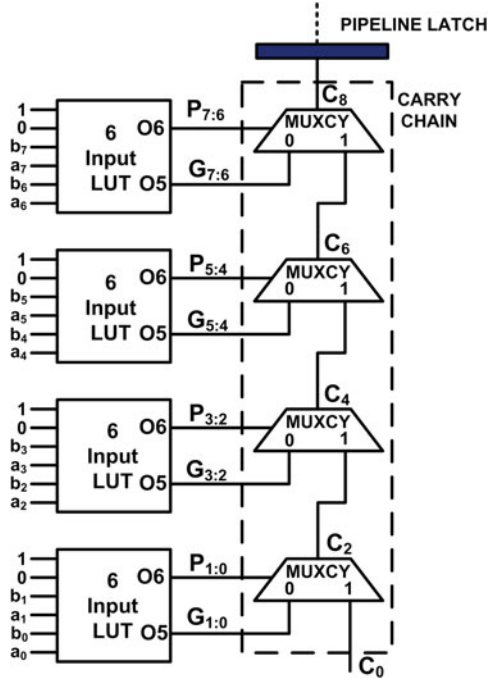 PIPELINE LATCH
C8
CARRY
CHAIN
1
0
b7
a7
b6
a6
6
Input
LUT
O6
O5
P7:6
G7:6
MUXCY
0 1
C6
1
0
b5
a5
b4
a4
6
Input
LUT
O6
O5
P5:4
G5:4
MUXCY
0 1
C4
1
0
b3
a3
b2
a2
6
Input
LUT
O6
O5
P3:2
G3:2
MUXCY
0 1
C2
1
0
b1
a1
b0
a0
6
Input
LUT
O6
O5
P1:0
G1:0
MUXCY
0 1
C0